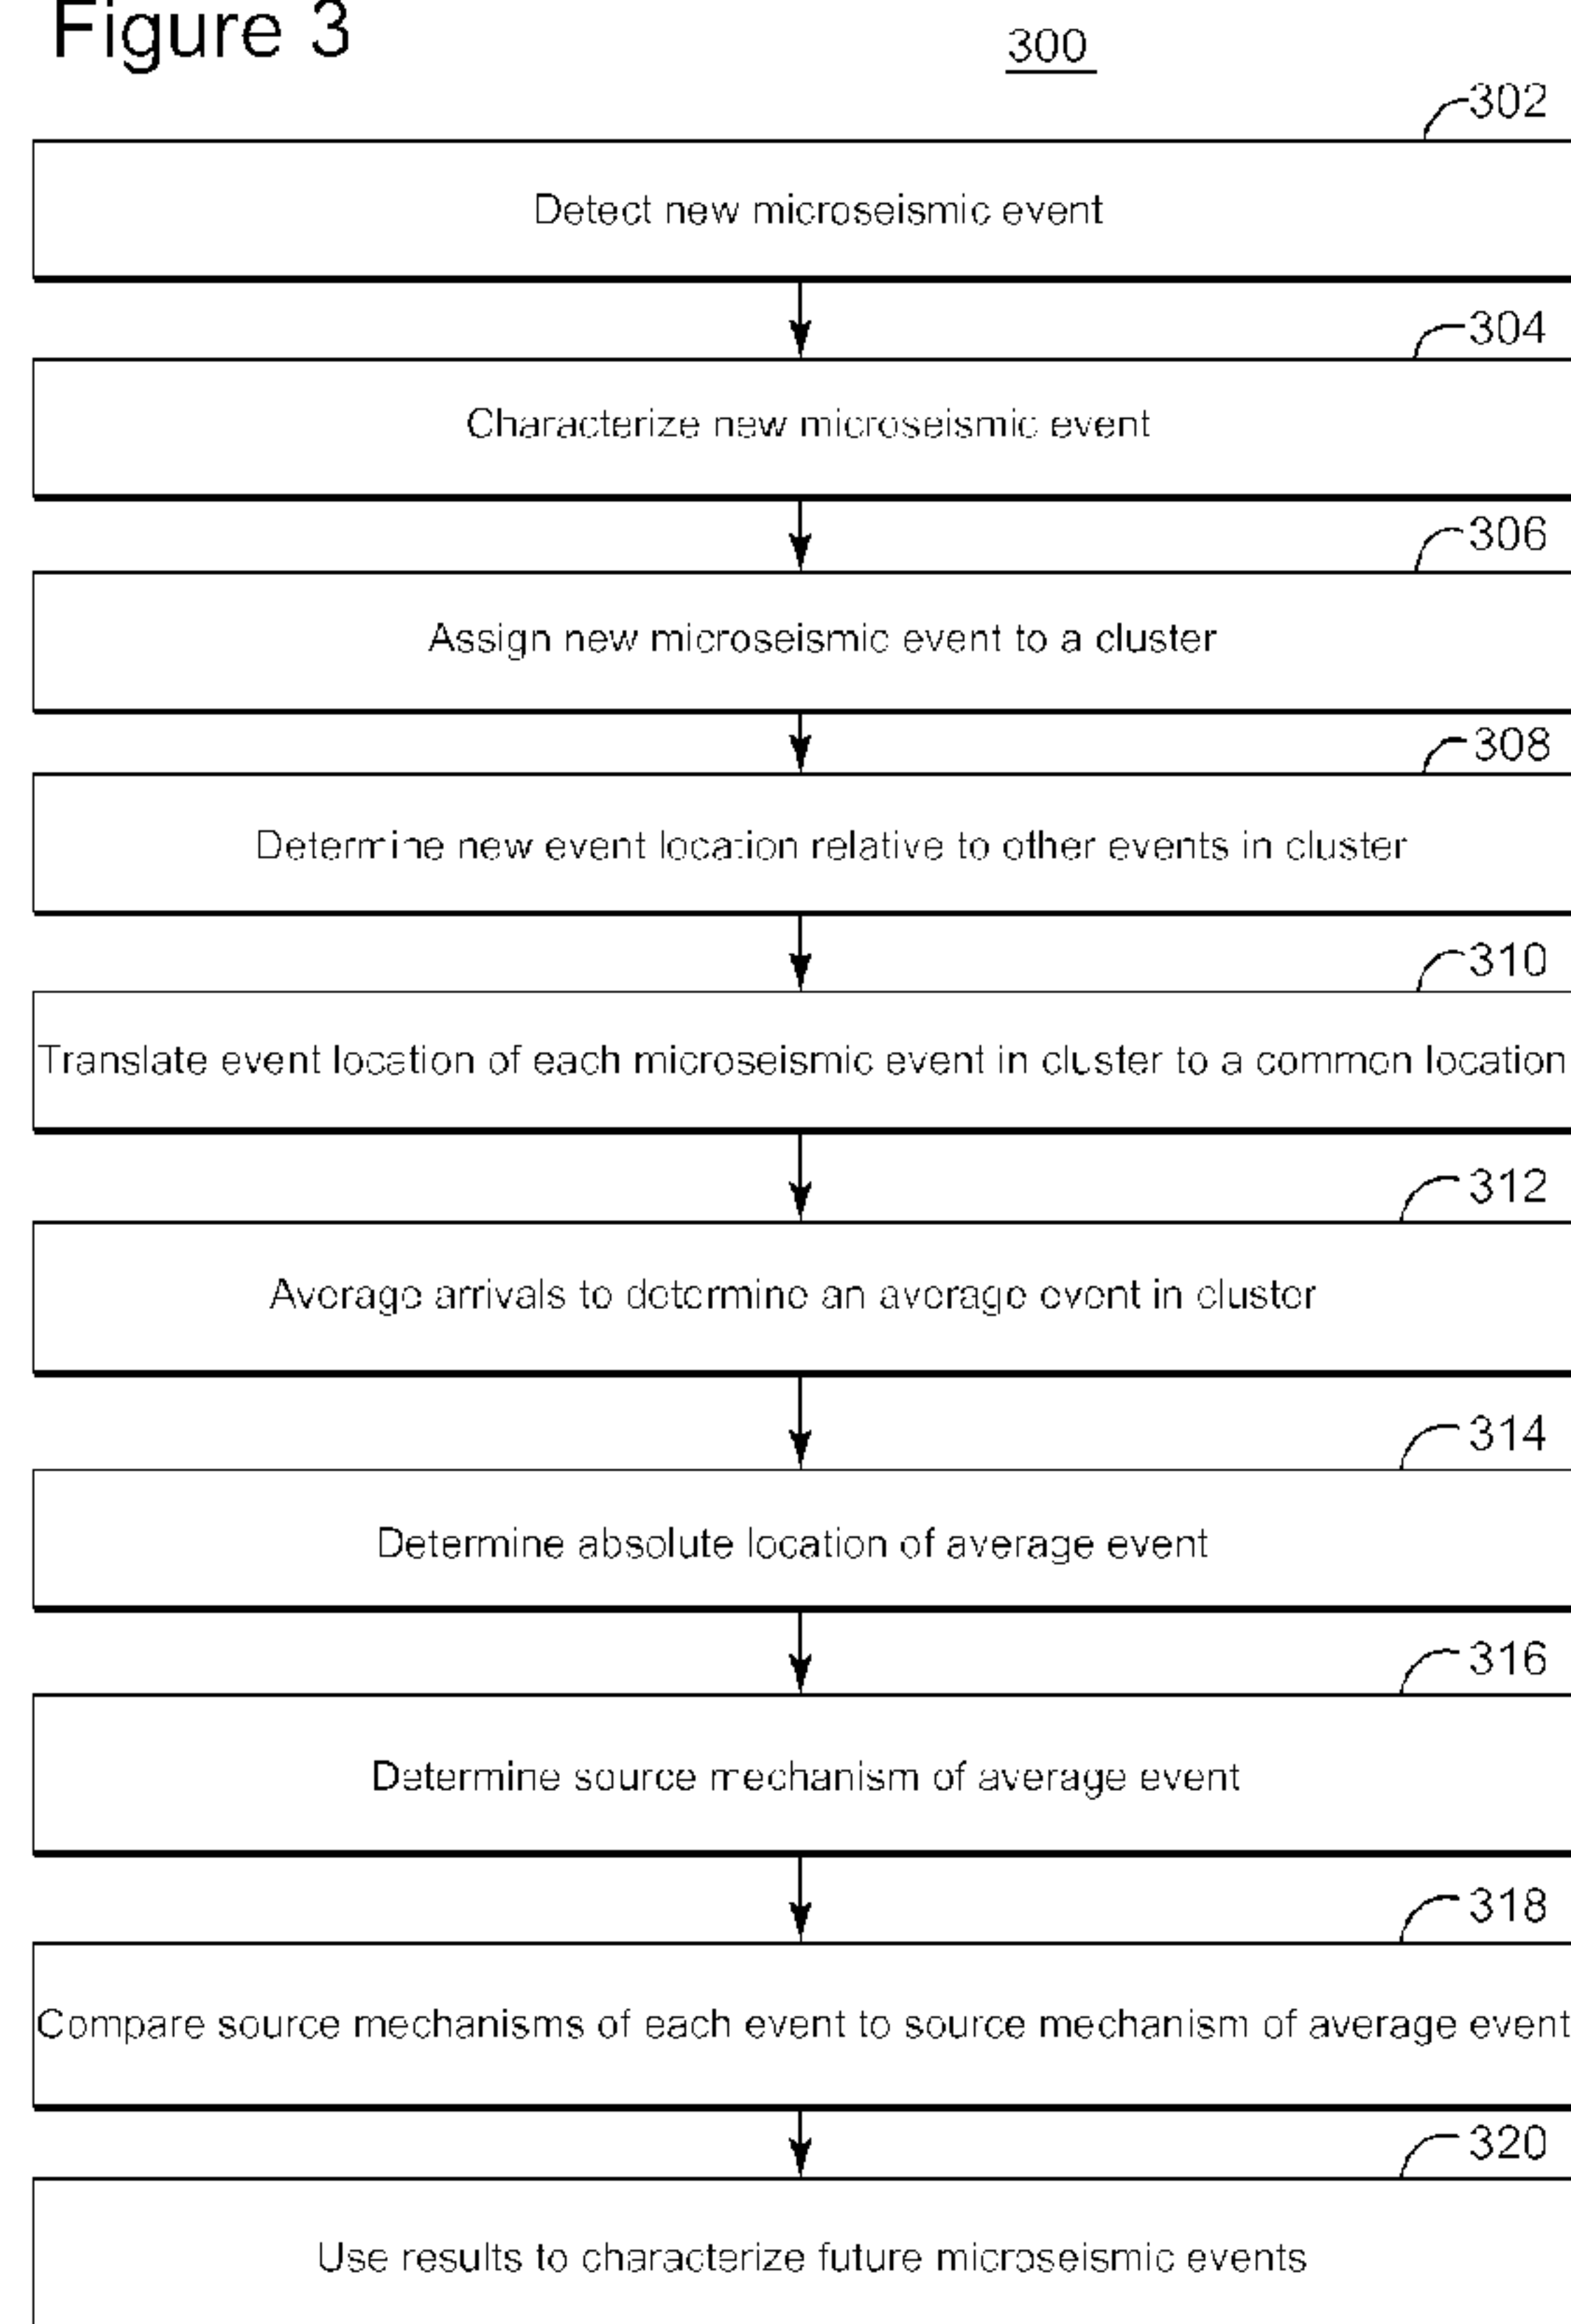 Figure 3
300
302
Detect new microseismic event
304
Characterize new microseismic event
306
Assign new microseismic event to a cluster
308
Determine new event location relative to other events in cluster
310
Translate event location of each microseismic event in cluster to a common location
312
Average arrivals to determine an average event in cluster
314
Determine absolute location of average event
316
Determine source mechanism of average event
318
Compare source mechanisms of each event to source mechanism of average event
320
Use results to characterize future microseismic events